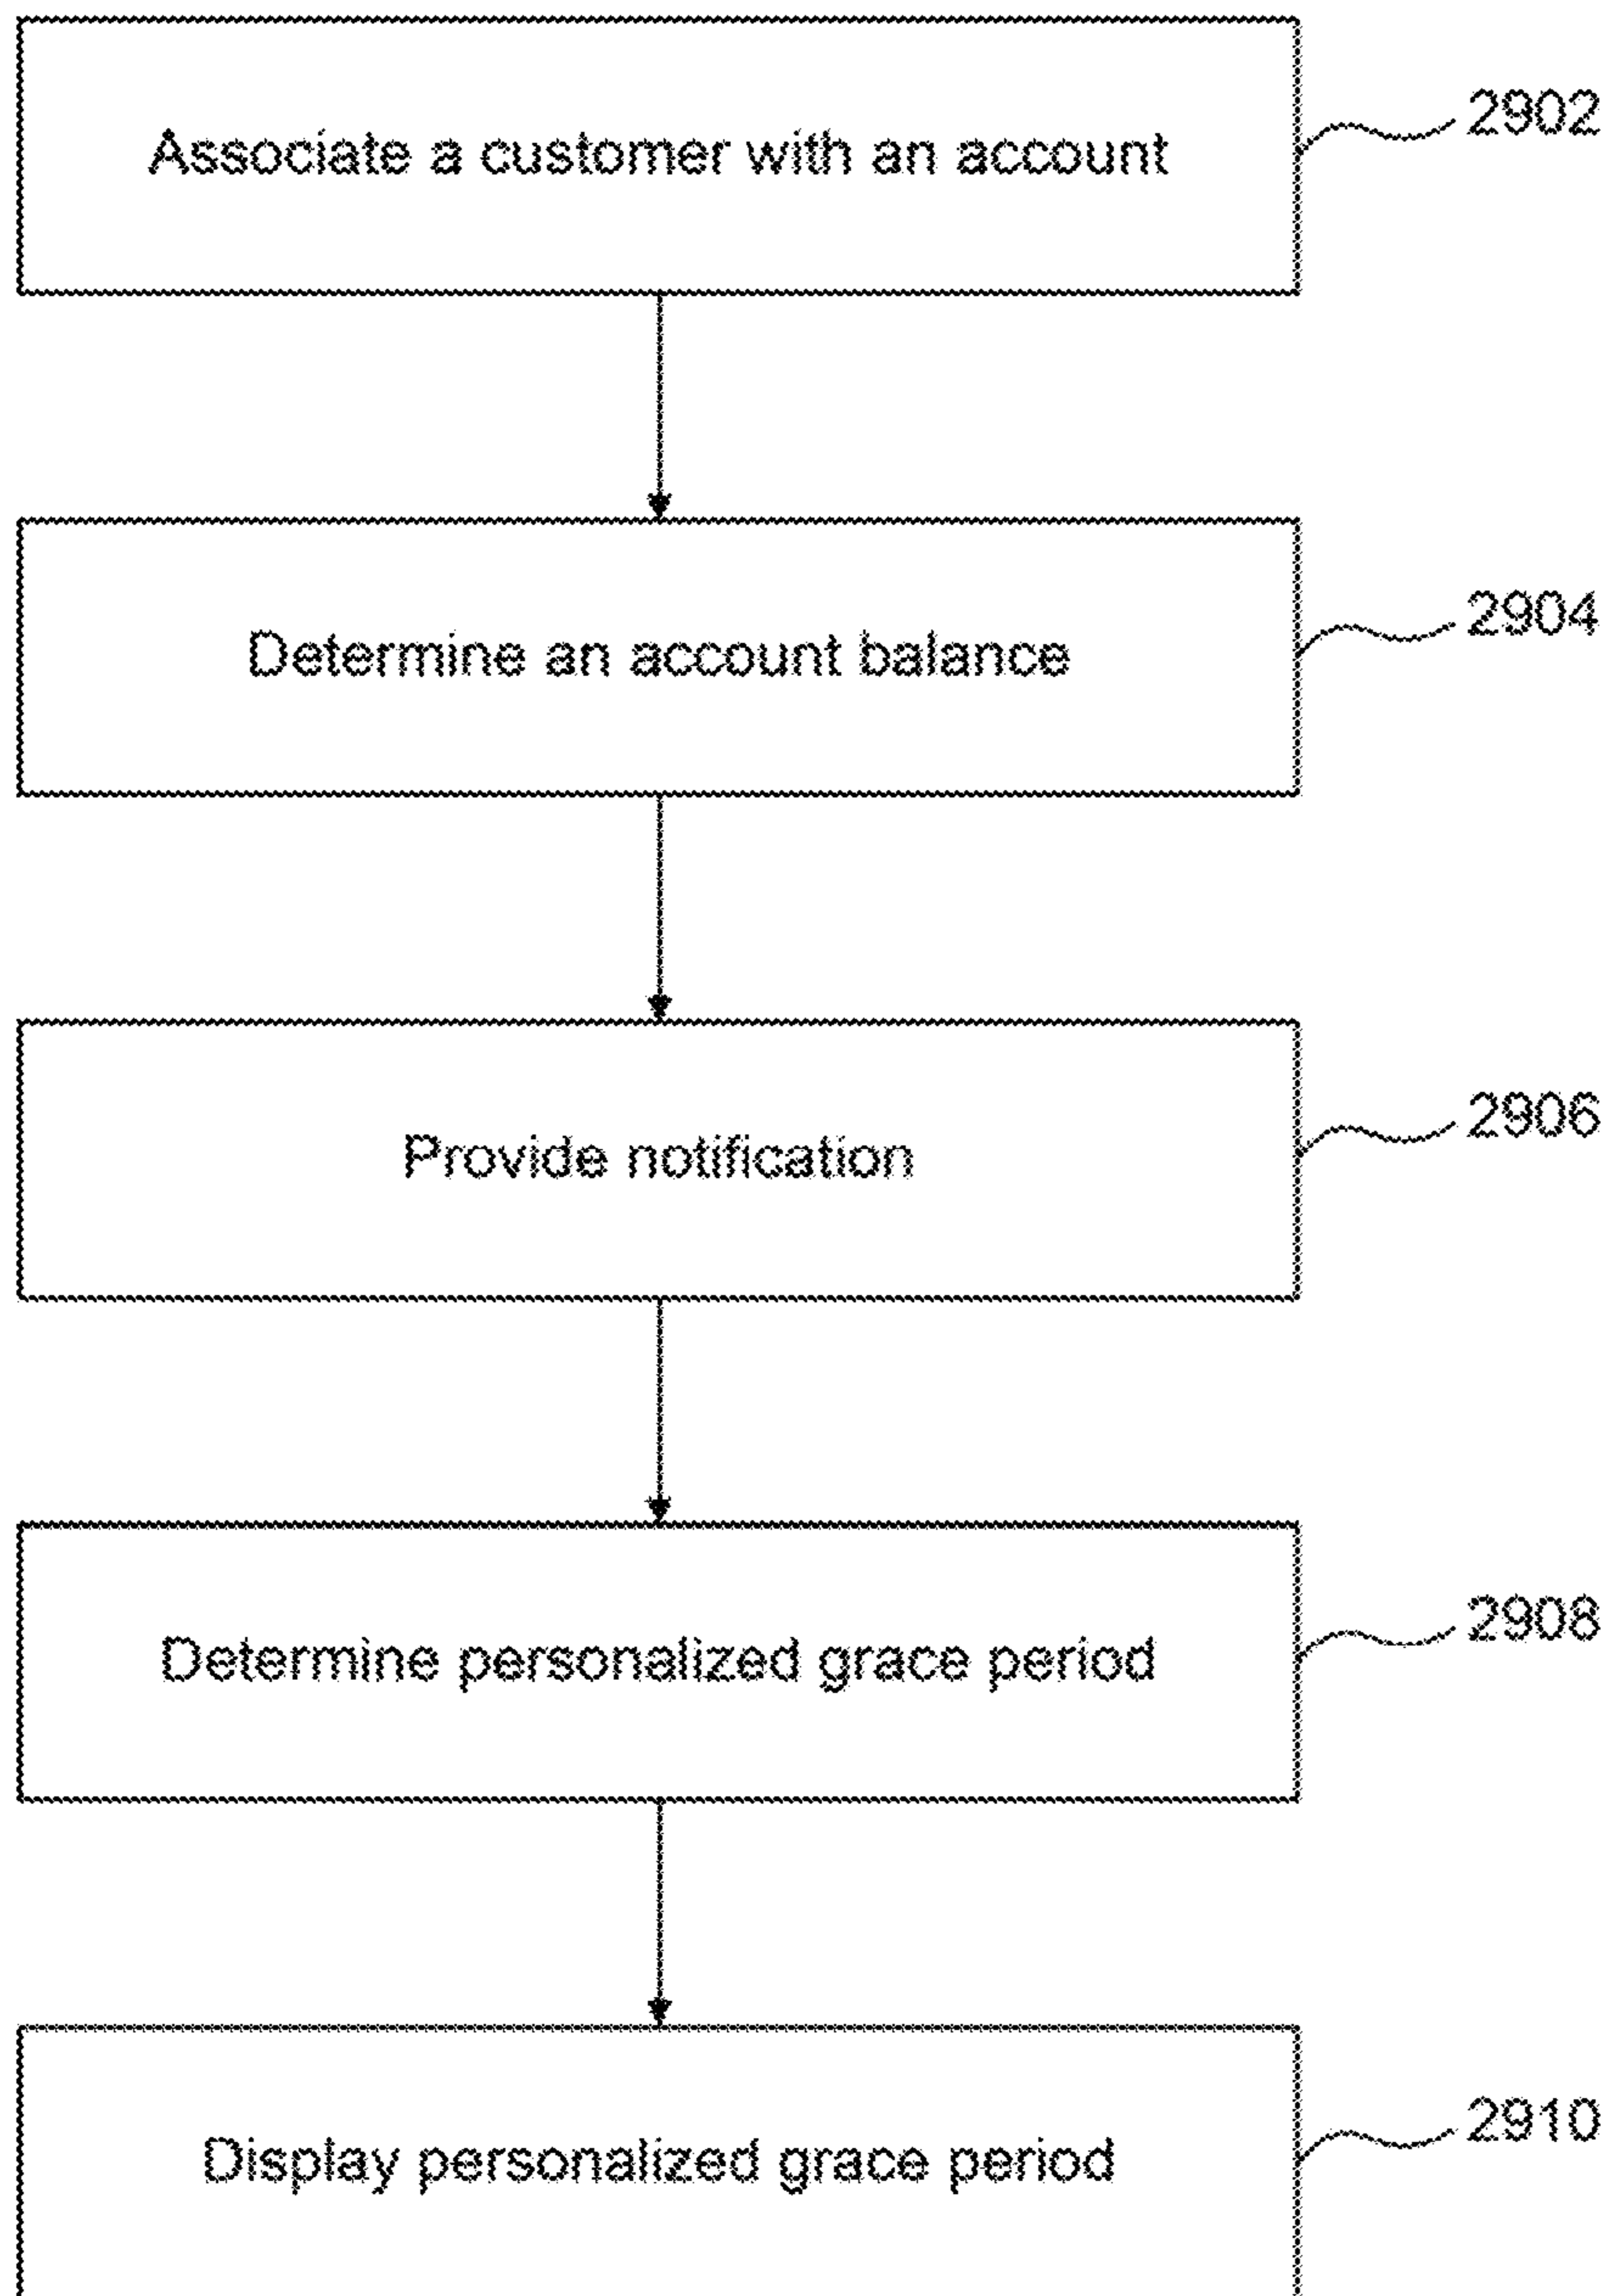 Associate a customer with an account
2902
Determine an account balance
2904
Provide notification
2906
Determine personalized grace period
2908
Display personalized grace period
2910